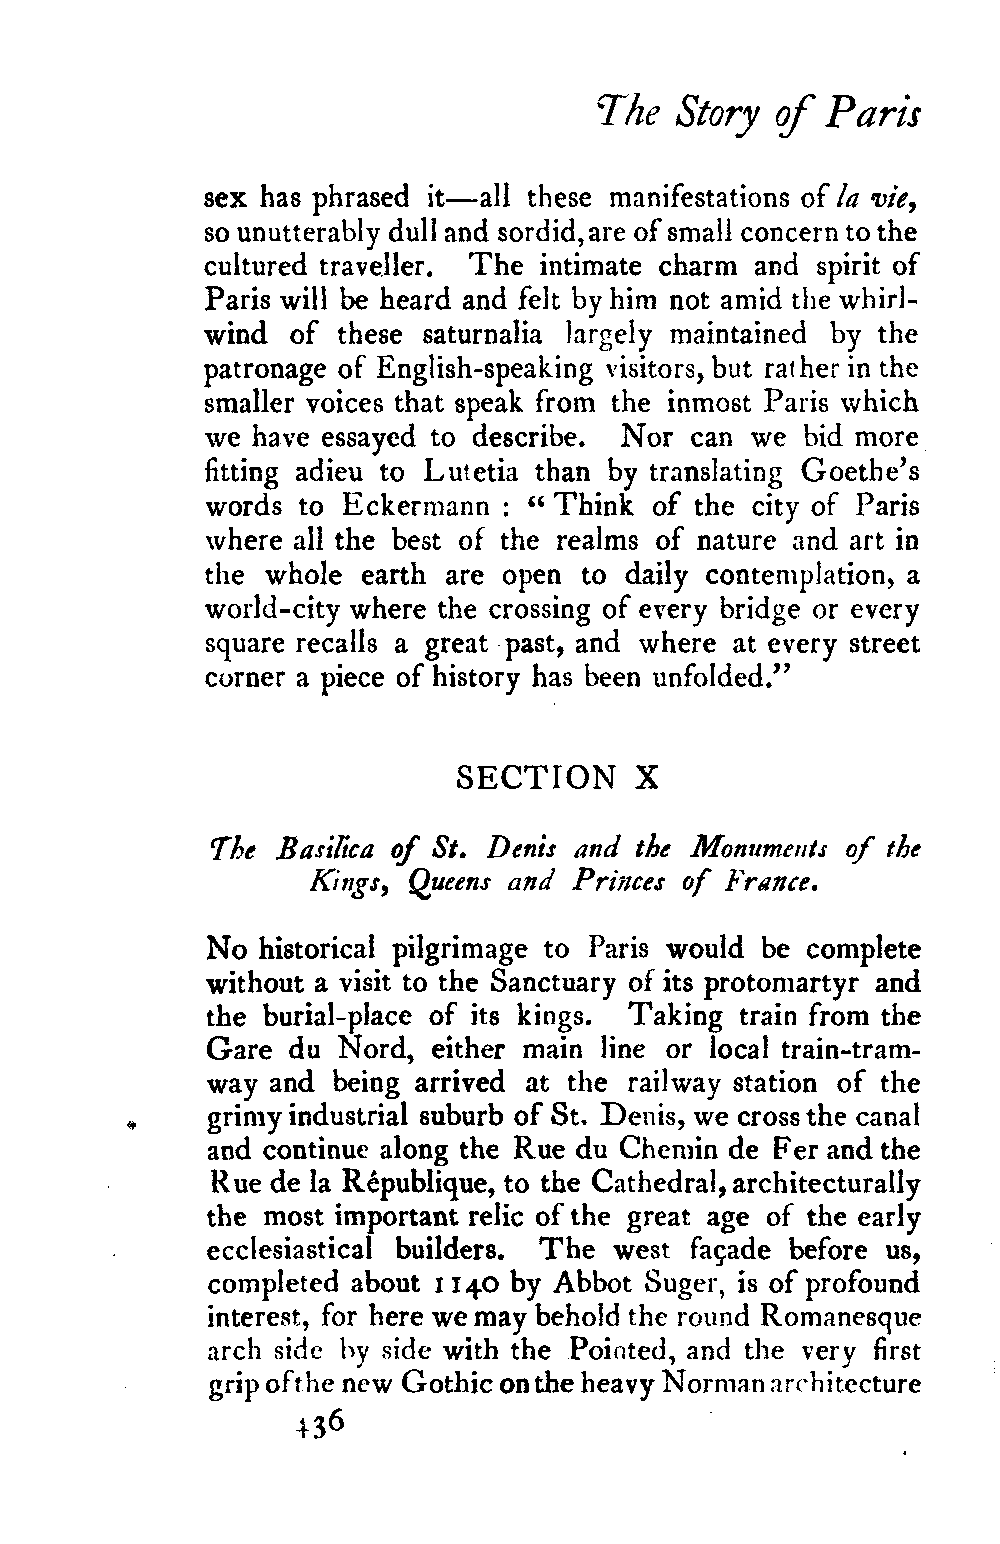 The Story of Paris
sex has phrased it—all these manifestations of la vie,
so unutterably dull and sordid, are of small concern to the
cultured traveller. The intimate charm and spirit of
Paris will be heard and felt by him not amid the whirl-
wind of these saturnalia largely maintained by the
patronage of English-speaking visitors, but rather in the
smaller voices that speak from the inmost Paris which
we have essayed to describe. Nor can we bid more
fitting adieu to Lutetia than by translating Goethe's
words to Eckermann : “ Think of the city of Paris
where all the best of the realms of nature and art in
the whole earth are open to daily contemplation, a
world-city where the crossing of every bridge or every
square recalls a great past, and where at every street
corner a piece of history has been unfolded.”
SECTION X
The Basilica of St. Denis and the Monuments of the
Kings, Queens and Princes of France.
No historical pilgrimage to Paris would be complete
without a visit to the Sanctuary of its protomartyr and
the burial-place of its kings. Taking train from the
Gare du Nord, either main line or local train-tram-
way and being arrived at the railway station of the
grimy industrial suburb of St. Denis, we cross the canal
and continue along the Rue du Chemin de Fer and the
Rue de la République, to the Cathedral, architecturally
the most important relic of the great age of the early
ecclesiastical builders. The west façade before us,
completed about 1140 by Abbot Suger, is of profound
interest, for here we may behold the round Romanesque
arch side by side with the Pointed, and the very first
grip of the new Gothic on the heavy Norman architecture
436